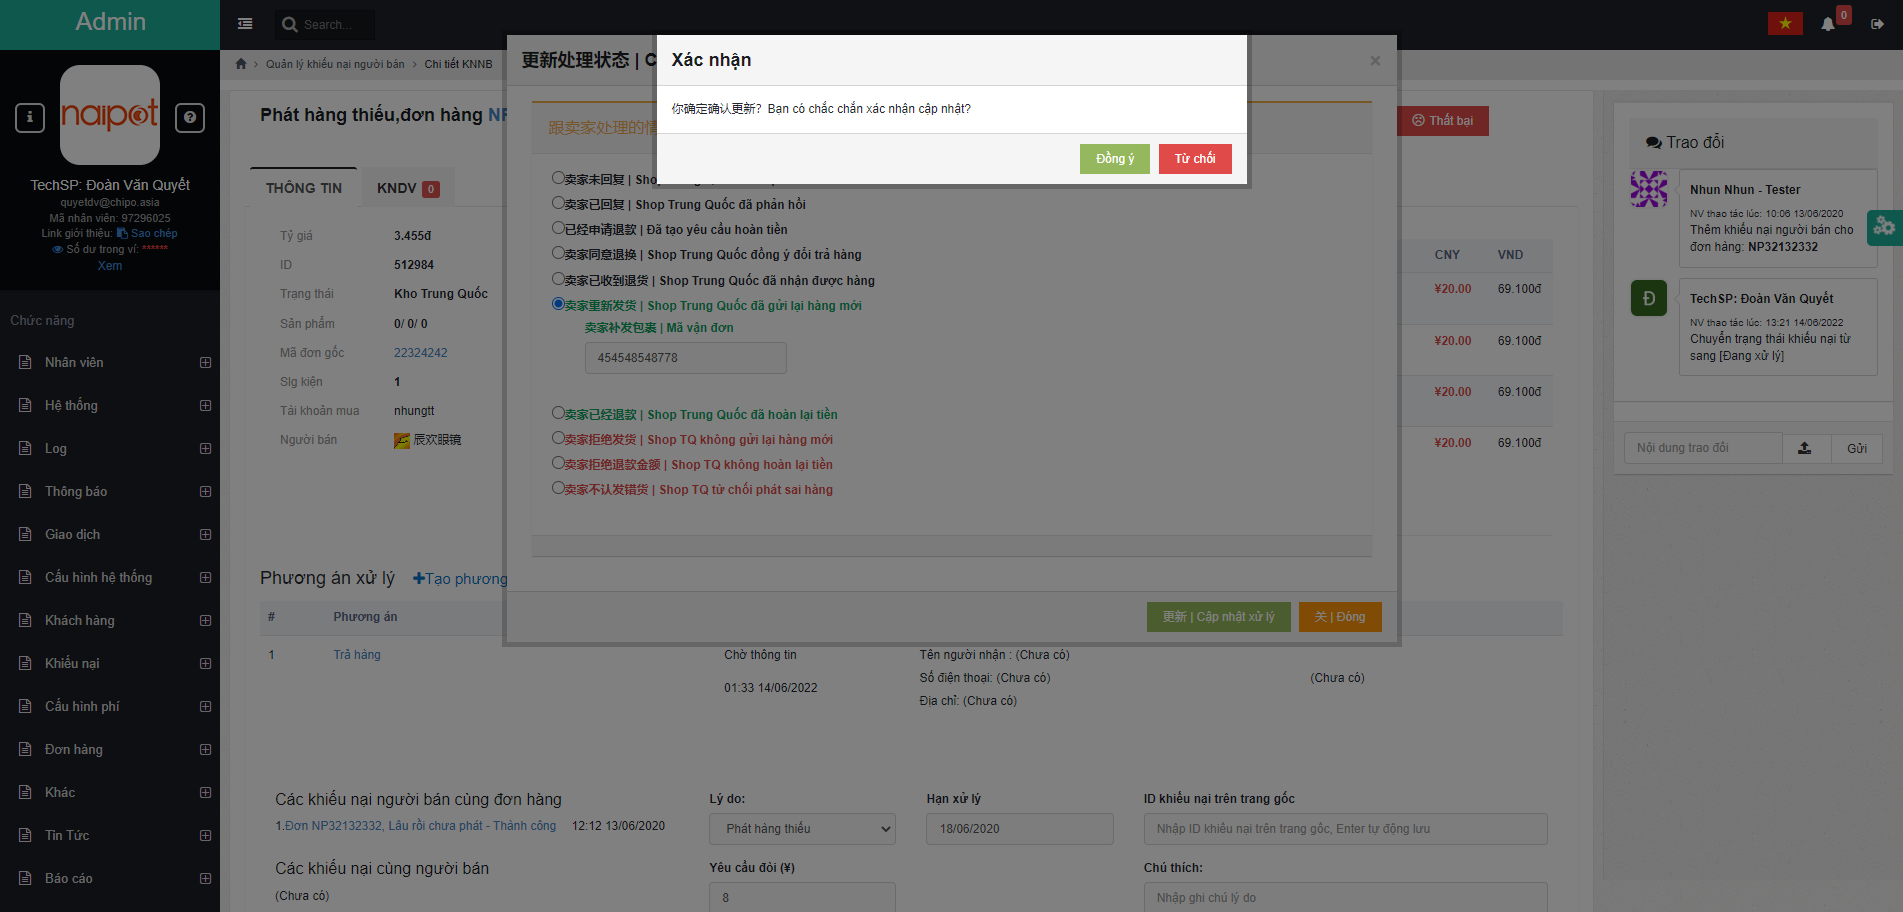 Admin
Search...
0
naipot
TechSP: Đoàn Văn Quyết
quyetdv@chipo.asia
Mã nhân viên: 97296025
Link giới thiệu: Sao chép
Số dư trong ví: ******
Xem
Chức năng
Nhân viên
Hệ thống
Log
Thông báo
Giao dịch
Cấu hình hệ thống
Khách hàng
Khiếu nại
Cấu hình phí
Đơn hàng
Khác
Tin Tức
Báo cáo
Quản lý khiếu nại người bán > Chi tiết KNNB
Phát hàng thiếu,đơn hàng
Thất bại
THÔNG TIN
KNDV 0
Tỷ giá 3.455đ
ID 512984
Trạng thái Kho Trung Quốc
Sản phẩm 0/ 0/ 0
Mã đơn gốc 22324242
Slg kiện 1
Tài khoản mua nhungtt
Người bán 辰欢眼镜
更新处理状态 | C
×
Xác nhận
你确定确认更新？Bạn có chắc chắn xác nhận cập nhật?
Đồng ý
Từ chối
跟卖家处理的情
卖家未回复 | Shop
卖家已回复 | Shop Trung Quốc đã phản hồi
已经申请退款 | Đã tạo yêu cầu hoàn tiền
卖家同意退换 | Shop Trung Quốc đồng ý đổi trả hàng
卖家已收到退货 | Shop Trung Quốc đã nhận được hàng
卖家重新发货 | Shop Trung Quốc đã gửi lại hàng mới
卖家补发包裹 | Mã vận đơn
454548548778
卖家已经退款 | Shop Trung Quốc đã hoàn lại tiền
卖家拒绝发货 | Shop TQ không gửi lại hàng mới
卖家拒绝退款金额 | Shop TQ không hoàn lại tiền
卖家不认发错货 | Shop TQ từ chối phát sai hàng
更新 | Cập nhật xử lý
关 | Đóng
CNY VND
¥20.00 69.100đ
¥20.00 69.100đ
¥20.00 69.100đ
¥20.00 69.100đ
Phương án xử lý
Tạo phương
# Phương án
1 Trả hàng
Chờ thông tin
01:33 14/06/2022
Tên người nhận : (Chưa có)
Số điện thoại: (Chưa có)
Địa chỉ: (Chưa có)
(Chưa có)
Các khiếu nại người bán cùng đơn hàng
1.Đơn NP32132332, Lâu rồi chưa phát - Thành công 12:12 13/06/2020
Các khiếu nại cùng người bán
(Chưa có)
Lý do:
Phát hàng thiếu
Hạn xử lý
18/06/2020
ID khiếu nại trên trang gốc
Nhập ID khiếu nại trên trang gốc, Enter tự động lưu
Yêu cầu đòi (¥)
8
Chú thích:
Nhập ghi chú lý do
Trao đổi
Nhun Nhun - Tester
NV thao tác lúc: 10:06 13/06/2020
Thêm khiếu nại người bán cho
đơn hàng: NP32132332
Đ
TechSP: Đoàn Văn Quyết
NV thao tác lúc: 13:21 14/06/2022
Chuyển trạng thái khiếu nại từ
sang [Đang xử lý]
Nội dung trao đổi
Gửi